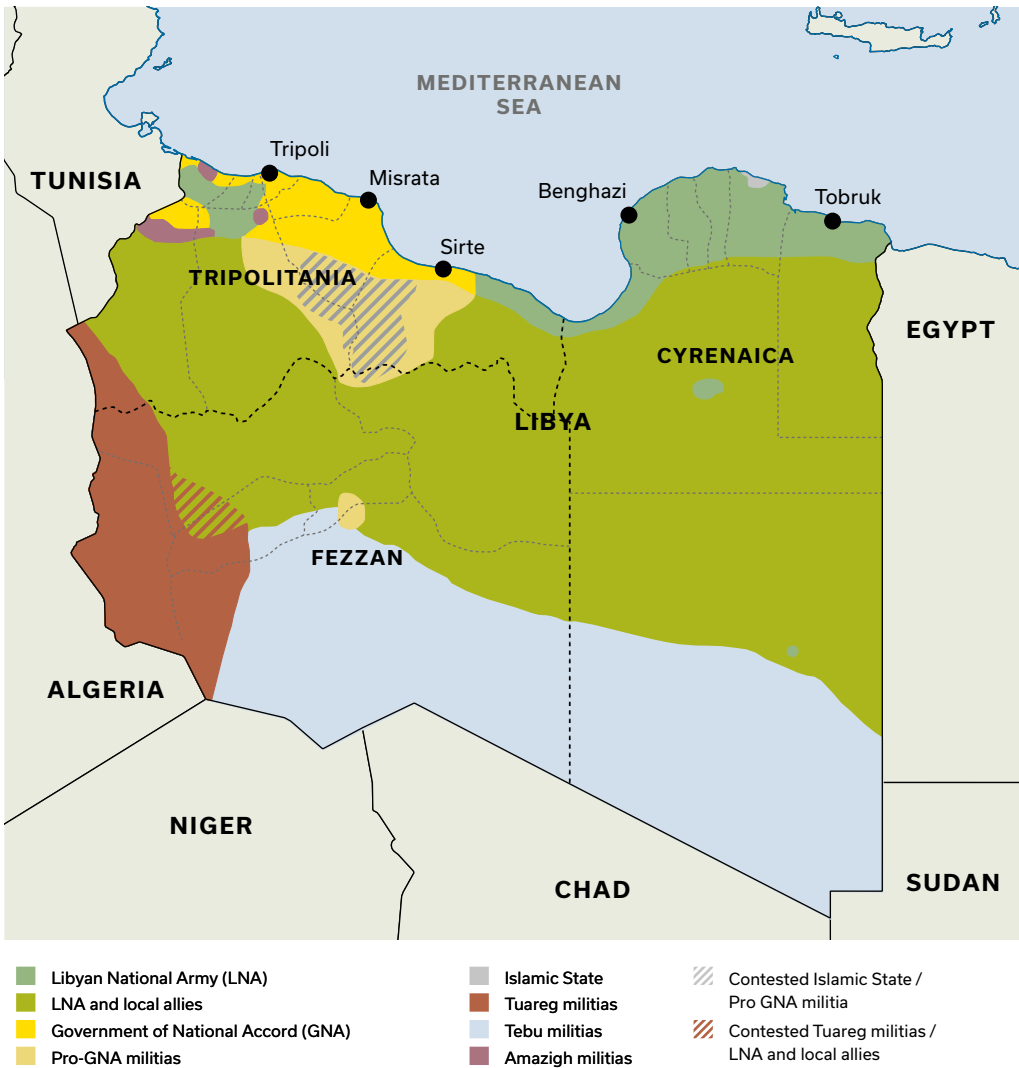 MEDITERRANEAN
SEA
Tripoli
TUNISIA
Misrata
Benghazi
Tobruk
Sirte
TRIPOLITANIA
EGYPT
CYRENAICA
LIBYA
FEZZAN
ALGERIA
NIGER
CHAD
SUDAN
Libyan National Army (LNA)
LNA and local allies
Government of National Accord (GNA)
Pro-GNA militias
Islamic State
Tuareg militias
Tebu militias
Amazigh militias
Contested Islamic State /
Pro GNA militia
Contested Tuareg militias /
LNA and local allies